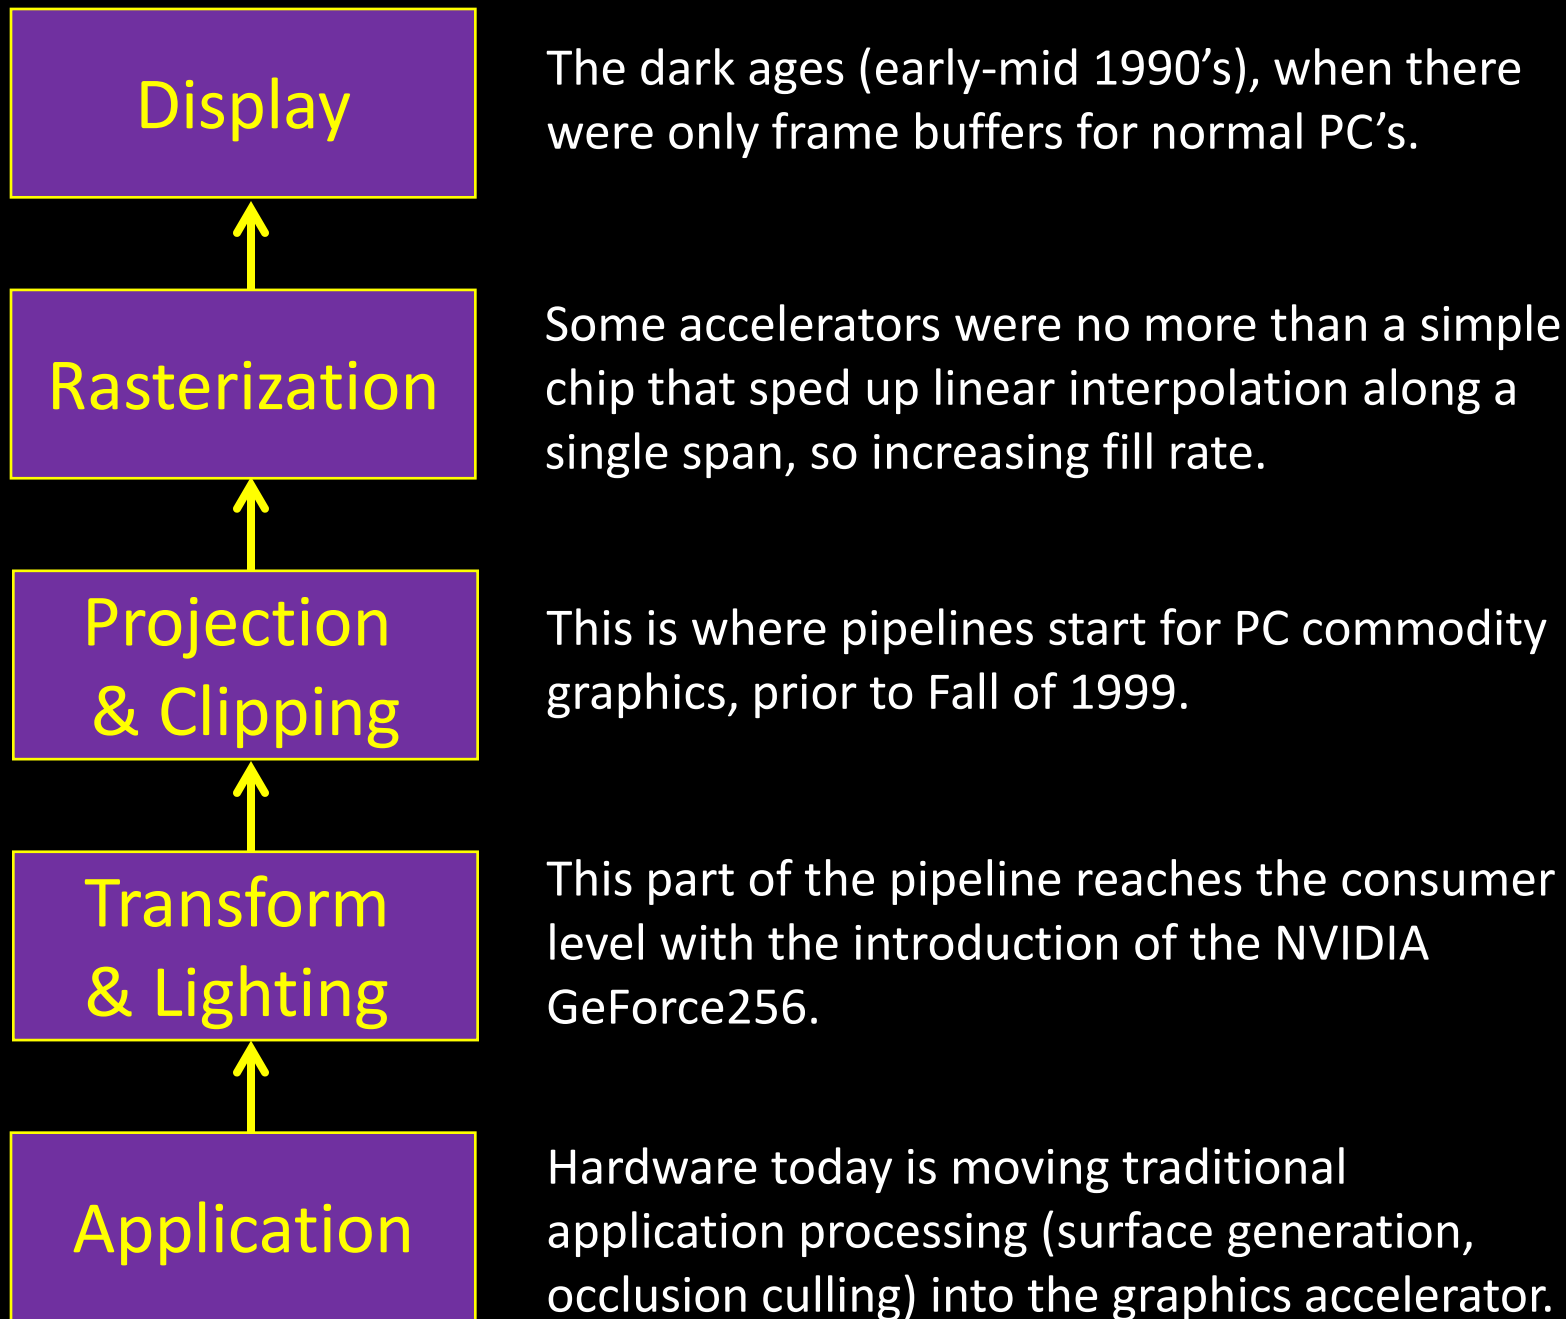 Display
The dark ages (early-mid 1990’s), when there
were only frame buffers for normal PC’s.
Rasterization
Some accelerators were no more than a simple
chip that sped up linear interpolation along a
single span, so increasing fill rate.
Projection
& Clipping
This is where pipelines start for PC commodity
graphics, prior to Fall of 1999.
Transform
& Lighting
This part of the pipeline reaches the consumer
level with the introduction of the NVIDIA
GeForce256.
Application
Hardware today is moving traditional
application processing (surface generation,
occlusion culling) into the graphics accelerator.